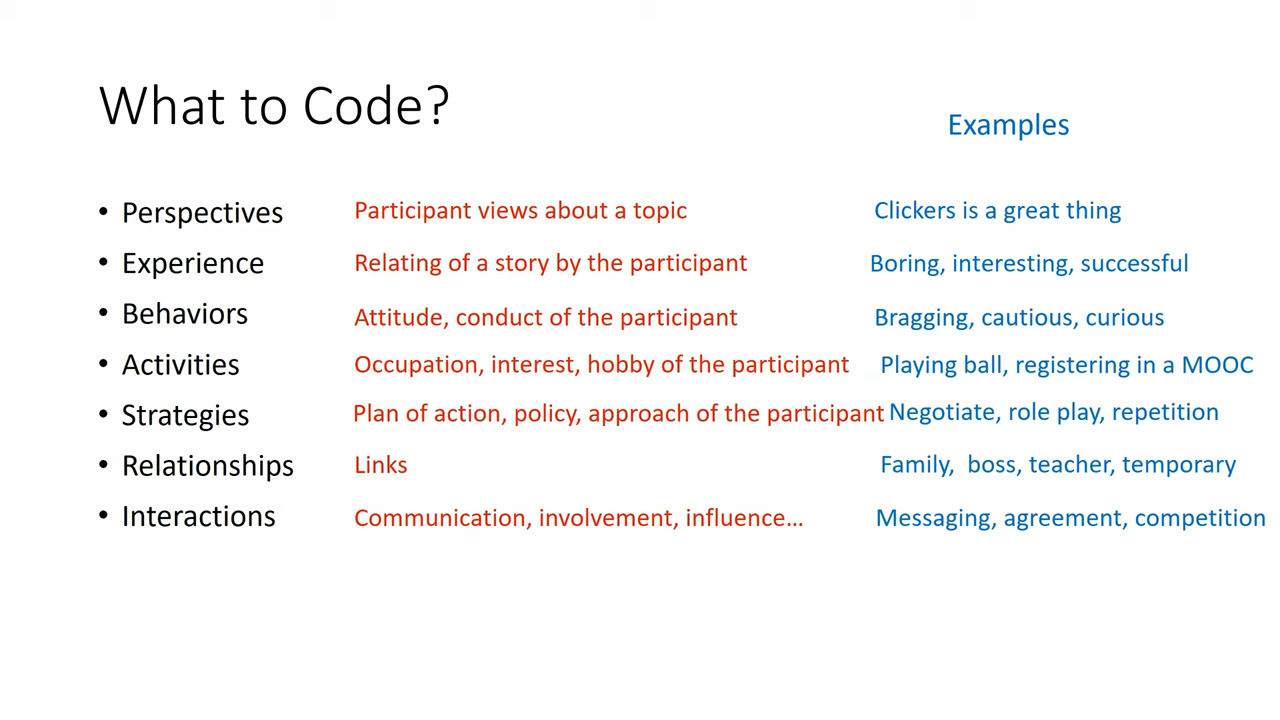 What to Code?
Examples
• Perspectives Participant views about a topic Clickers is a great thing
• Experience Relating of a story by the participant Boring, interesting, successful
• Behaviors Attitude, conduct of the participant Bragging, cautious, curious
• Activities Occupation, interest, hobby of the participant Playing ball, registering in a MOOC
• Strategies Plan of action, policy, approach of the participant Negotiate, role play, repetition
• Relationships Links Family, boss, teacher, temporary
• Interactions Communication, involvement, influence… Messaging, agreement, competition